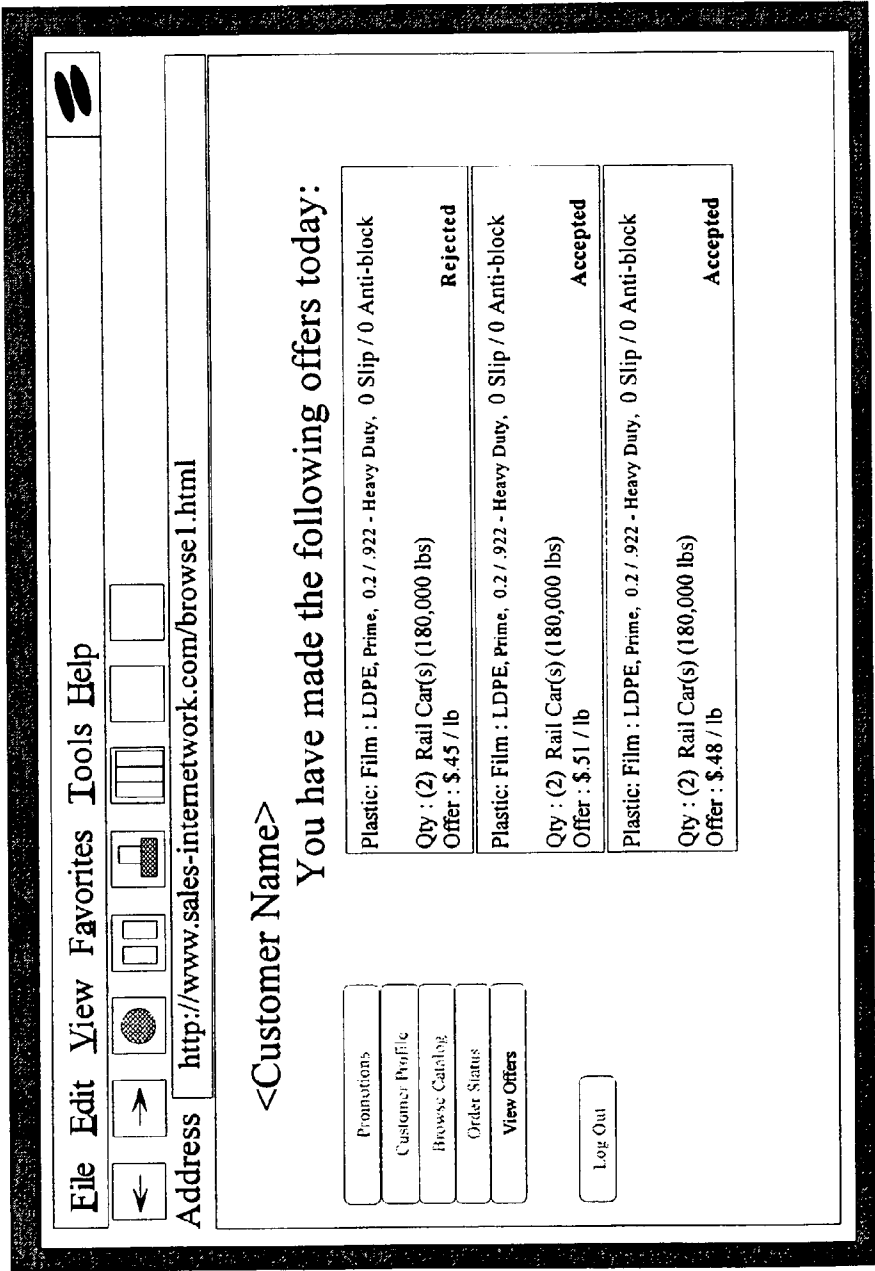 File Edit View Favorites Tools Help
Address http://www.sales-internetwork.com/browse1.html
<Customer Name>
You have made the following offers today:
Promotions
Customer Profile
Browse Catalog
Order Status
View Offers
Log Out
Plastic: Film : LDPE, Prime, 0.2 / .922 - Heavy Duty, 0 Slip / 0 Anti-block
Qty : (2) Rail Car(s) (180,000 lbs)
Offer : $.45 / lb Rejected
Plastic: Film : LDPE, Prime, 0.2 / .922 - Heavy Duty, 0 Slip / 0 Anti-block
Qty : (2) Rail Car(s) (180,000 lbs)
Offer : $.51 / lb Accepted
Plastic: Film : LDPE, Prime, 0.2 / .922 - Heavy Duty, 0 Slip / 0 Anti-block
Qty : (2) Rail Car(s) (180,000 lbs)
Offer : $.48 / lb Accepted